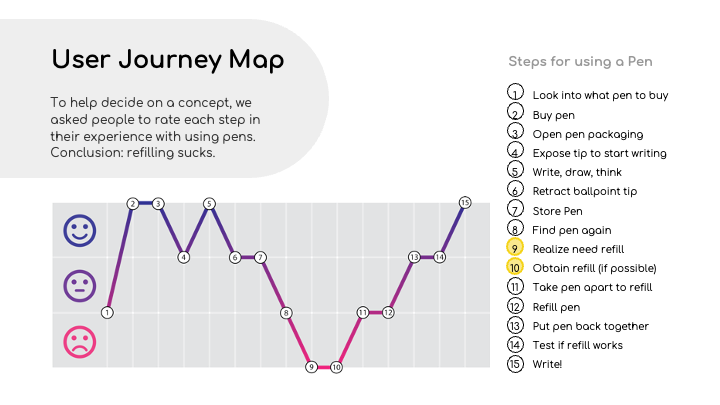 User Journey Map
To help decide on a concept, we
asked people to rate each step in
their experience with using pens.
Conclusion: refilling sucks.
Steps for using a Pen
1 Look into what pen to buy
2 Buy pen
3 Open pen packaging
4 Expose tip to start writing
5 Write, draw, think
6 Retract ballpoint tip
7 Store Pen
8 Find pen again
9 Realize need refill
10 Obtain refill (if possible)
11 Take pen apart to refill
12 Refill pen
13 Put pen back together
14 Test if refill works
15 Write!
1
2
3
4
5
6
7
8
9
10
11
12
13
14
15